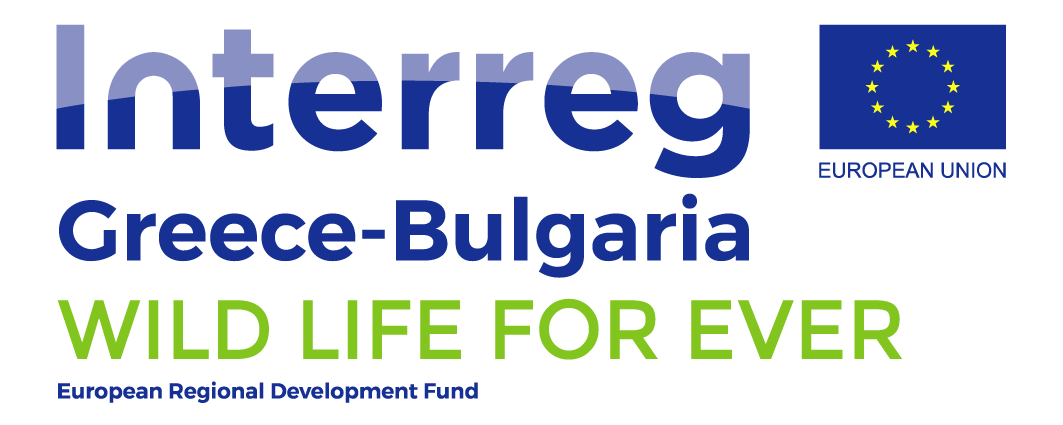 Interreg
EUROPEAN UNION
Greece-Bulgaria
WILD LIFE FOR EVER
European Regional Development Fund